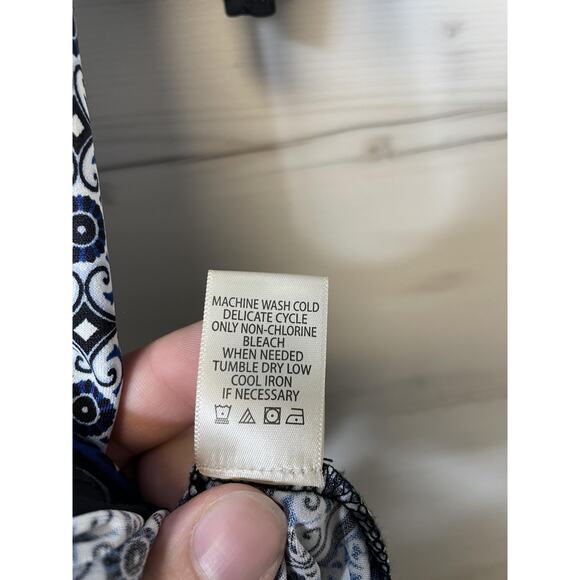 MACHINE WASH COLD
DELICATE CYCLE
ONLY NON-CHLORINE
BLEACH
WHEN NEEDED
TUMBLE DRY LOW
COOL IRON
IF NECESSARY